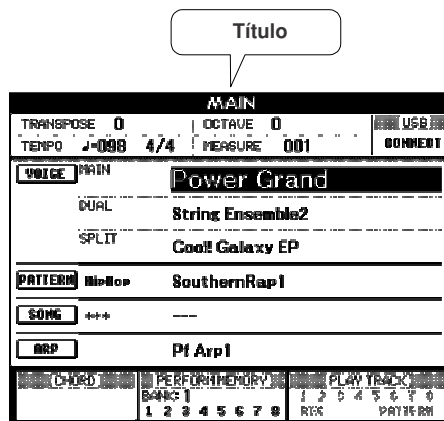 Título
MAIN
TRANSPOSE 0 OCTAVE 0 USB
TEMPO ♩=098 4/4 MEASURE 001 CONNECT
VOICE MAIN Power Grand
DUAL String Ensemble2
SPLIT Cool! Galaxy EP
PATTERN HipHop SouthernRap1
SONG +++ ---
ARP Pf Arp1
CHORD PERFORM.MEMORY PLAY TRACK
BANK: 1 1 2 3 4 5 6 7 8
1 2 3 4 5 6 7 8 PATTERN